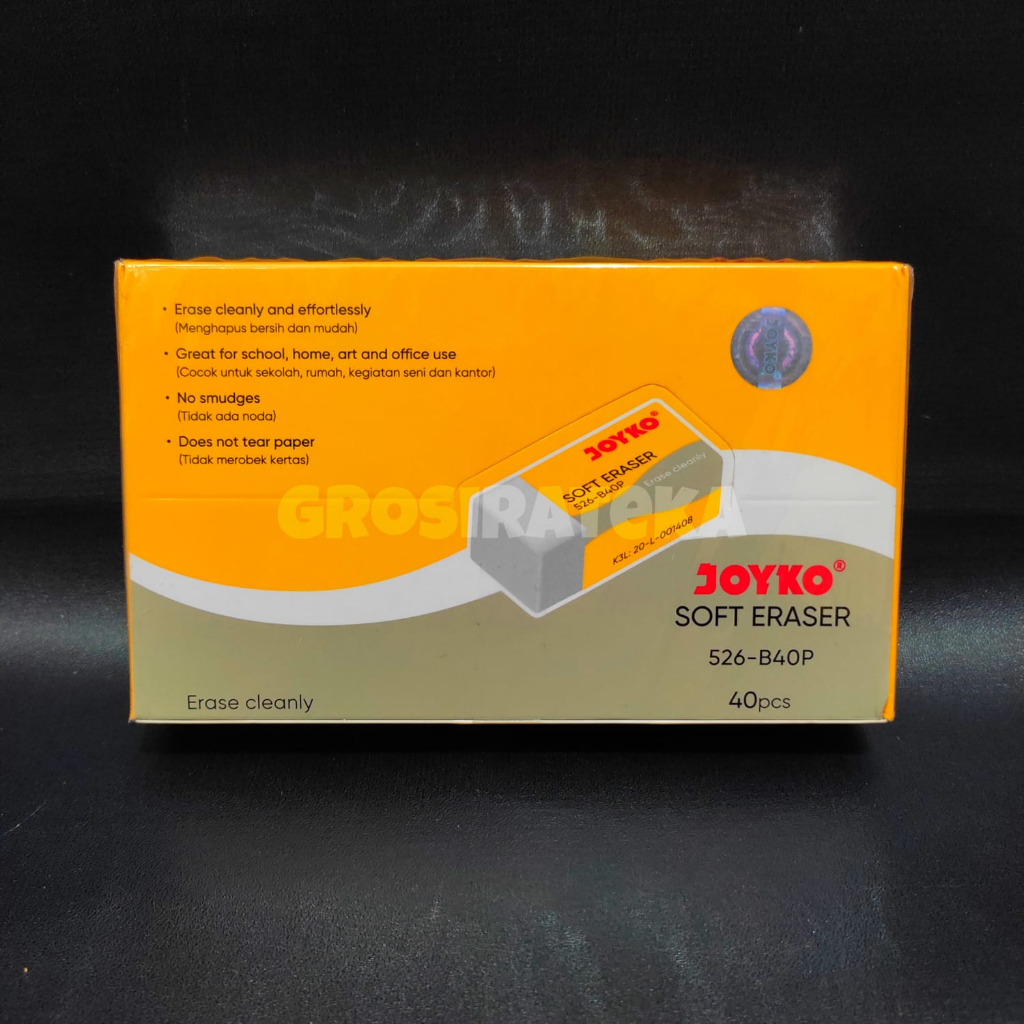 • Erase cleanly and effortlessly
(Menghapus bersih dan mudah)
• Great for school, home, art and office use
(Cocok untuk sekolah, rumah, kegiatan seni dan kantor)
• No smudges
(Tidak ada noda)
• Does not tear paper
(Tidak merobek kertas)
JOYKO
JOYKO®
SOFT ERASER
526-B40P
Erase cleanly
K3L: 20-L-001408
GROSIRATEKA
JOYKO®
SOFT ERASER
526-B40P
40pcs
Erase cleanly